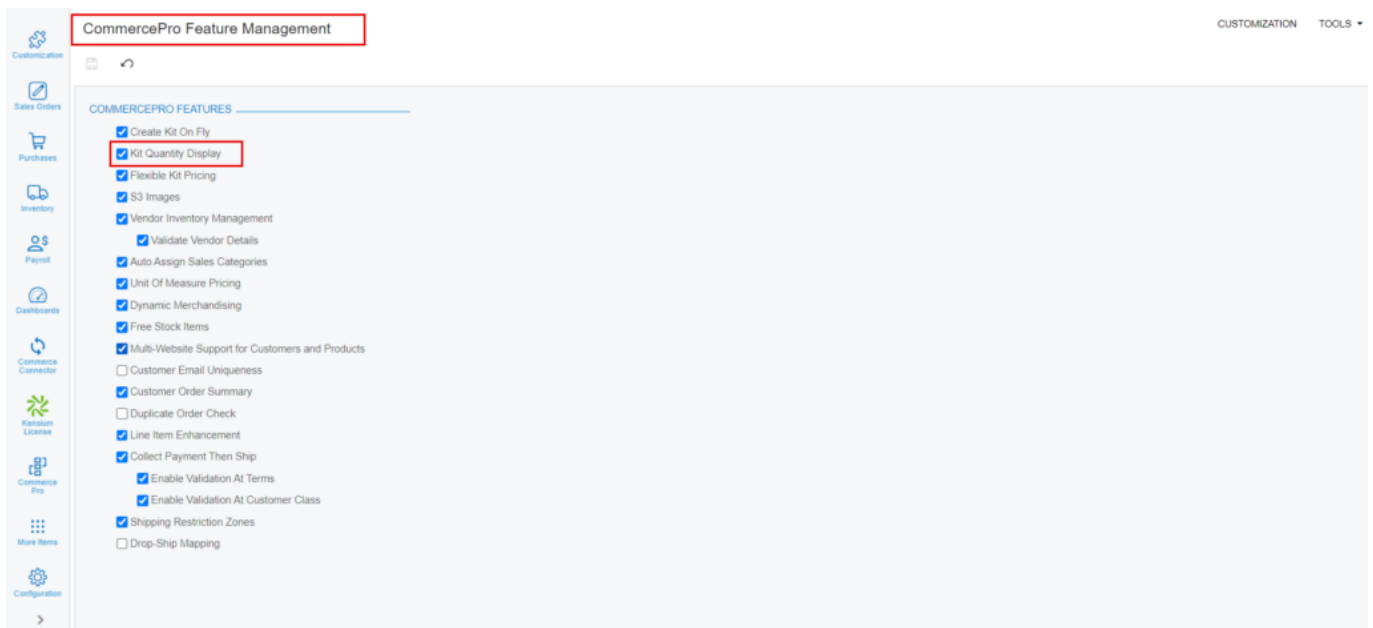 CommercePro Feature Management
CUSTOMIZATION TOOLS
Customization
Sales Orders
Purchases
Inventory
Payroll
Dashboards
Commerce
Connector
Kensium
License
Commerce
Pro
More Items
Configuration
COMMERCEPRO FEATURES
Create Kit On Fly
Kit Quantity Display
Flexible Kit Pricing
S3 Images
Vendor Inventory Management
Validate Vendor Details
Auto Assign Sales Categories
Unit Of Measure Pricing
Dynamic Merchandising
Free Stock Items
Multi-Website Support for Customers and Products
Customer Email Uniqueness
Customer Order Summary
Duplicate Order Check
Line Item Enhancement
Collect Payment Then Ship
Enable Validation At Terms
Enable Validation At Customer Class
Shipping Restriction Zones
Drop-Ship Mapping